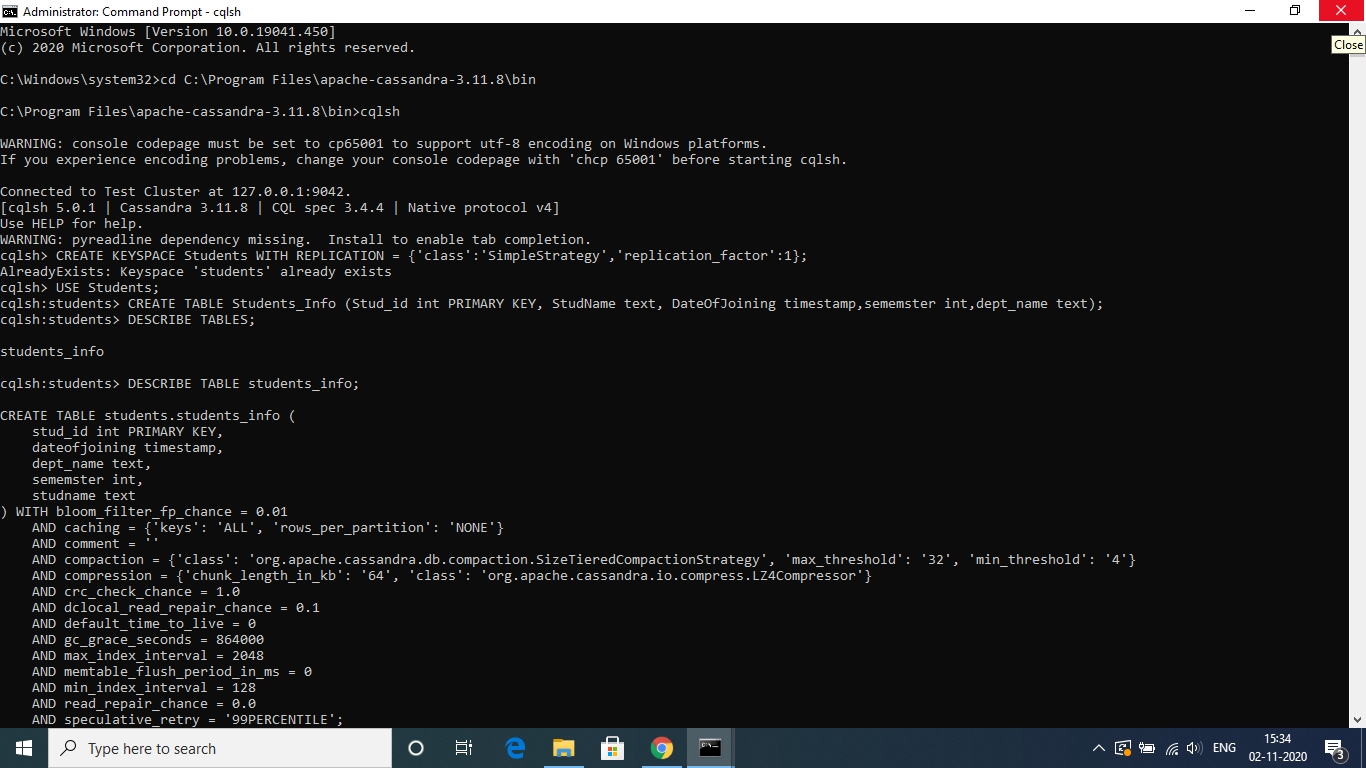 Administrator: Command Prompt - cqlsh
Close
Microsoft Windows [Version 10.0.19041.450]
(c) 2020 Microsoft Corporation. All rights reserved.
C:\Windows\system32>cd C:\Program Files\apache-cassandra-3.11.8\bin
C:\Program Files\apache-cassandra-3.11.8\bin>cqlsh
WARNING: console codepage must be set to cp65001 to support utf-8 encoding on Windows platforms.
If you experience encoding problems, change your console codepage with 'chcp 65001' before starting cqlsh.
Connected to Test Cluster at 127.0.0.1:9042.
[cqlsh 5.0.1 | Cassandra 3.11.8 | CQL spec 3.4.4 | Native protocol v4]
Use HELP for help.
WARNING: pyreadline dependency missing.  Install to enable tab completion.
cqlsh> CREATE KEYSPACE Students WITH REPLICATION = {'class':'SimpleStrategy','replication_factor':1};
AlreadyExists: Keyspace 'students' already exists
cqlsh> USE Students;
cqlsh:students> CREATE TABLE Students_Info (Stud_id int PRIMARY KEY, StudName text, DateOfJoining timestamp,sememster int,dept_name text);
cqlsh:students> DESCRIBE TABLES;
students_info
cqlsh:students> DESCRIBE TABLE students_info;
CREATE TABLE students.students_info (
    stud_id int PRIMARY KEY,
    dateofjoining timestamp,
    dept_name text,
    sememster int,
    studname text
) WITH bloom_filter_fp_chance = 0.01
    AND caching = {'keys': 'ALL', 'rows_per_partition': 'NONE'}
    AND comment = ''
    AND compaction = {'class': 'org.apache.cassandra.db.compaction.SizeTieredCompactionStrategy', 'max_threshold': '32', 'min_threshold': '4'}
    AND compression = {'chunk_length_in_kb': '64', 'class': 'org.apache.cassandra.io.compress.LZ4Compressor'}
    AND crc_check_chance = 1.0
    AND dclocal_read_repair_chance = 0.1
    AND default_time_to_live = 0
    AND gc_grace_seconds = 864000
    AND max_index_interval = 2048
    AND memtable_flush_period_in_ms = 0
    AND min_index_interval = 128
    AND read_repair_chance = 0.0
    AND speculative_retry = '99PERCENTILE';
Type here to search
ENG
15:34
02-11-2020
3